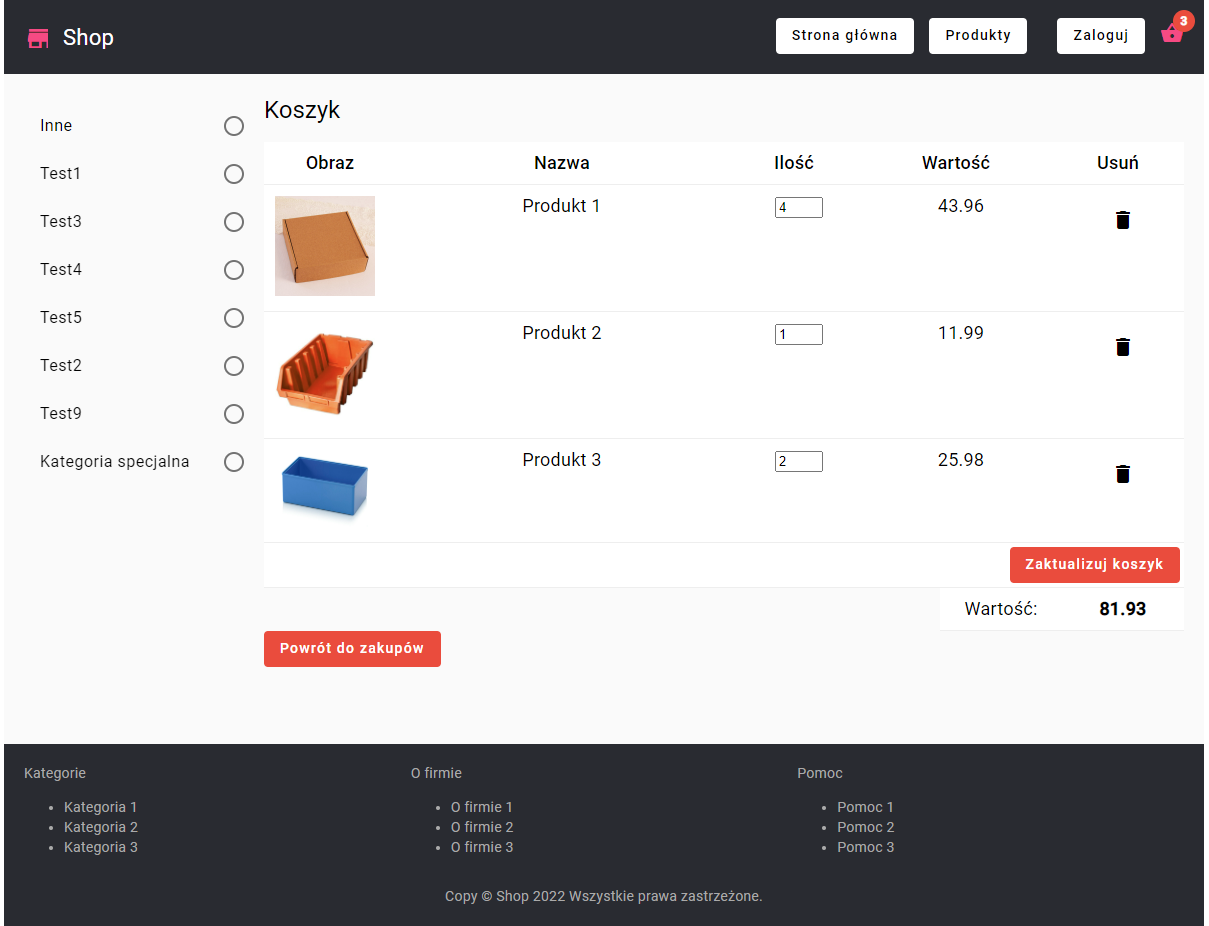 Shop
Strona główna
Produkty
Zaloguj
3
Inne
Test1
Test3
Test4
Test5
Test2
Test9
Kategoria specjalna
Koszyk
Obraz Nazwa Ilość Wartość Usuń
Produkt 1 4 43.96
Produkt 2 1 11.99
Produkt 3 2 25.98
Zaktualizuj koszyk
Wartość: 81.93
Powrót do zakupów
Kategorie
Kategoria 1
Kategoria 2
Kategoria 3
O firmie
O firmie 1
O firmie 2
O firmie 3
Pomoc
Pomoc 1
Pomoc 2
Pomoc 3
Copy © Shop 2022 Wszystkie prawa zastrzeżone.